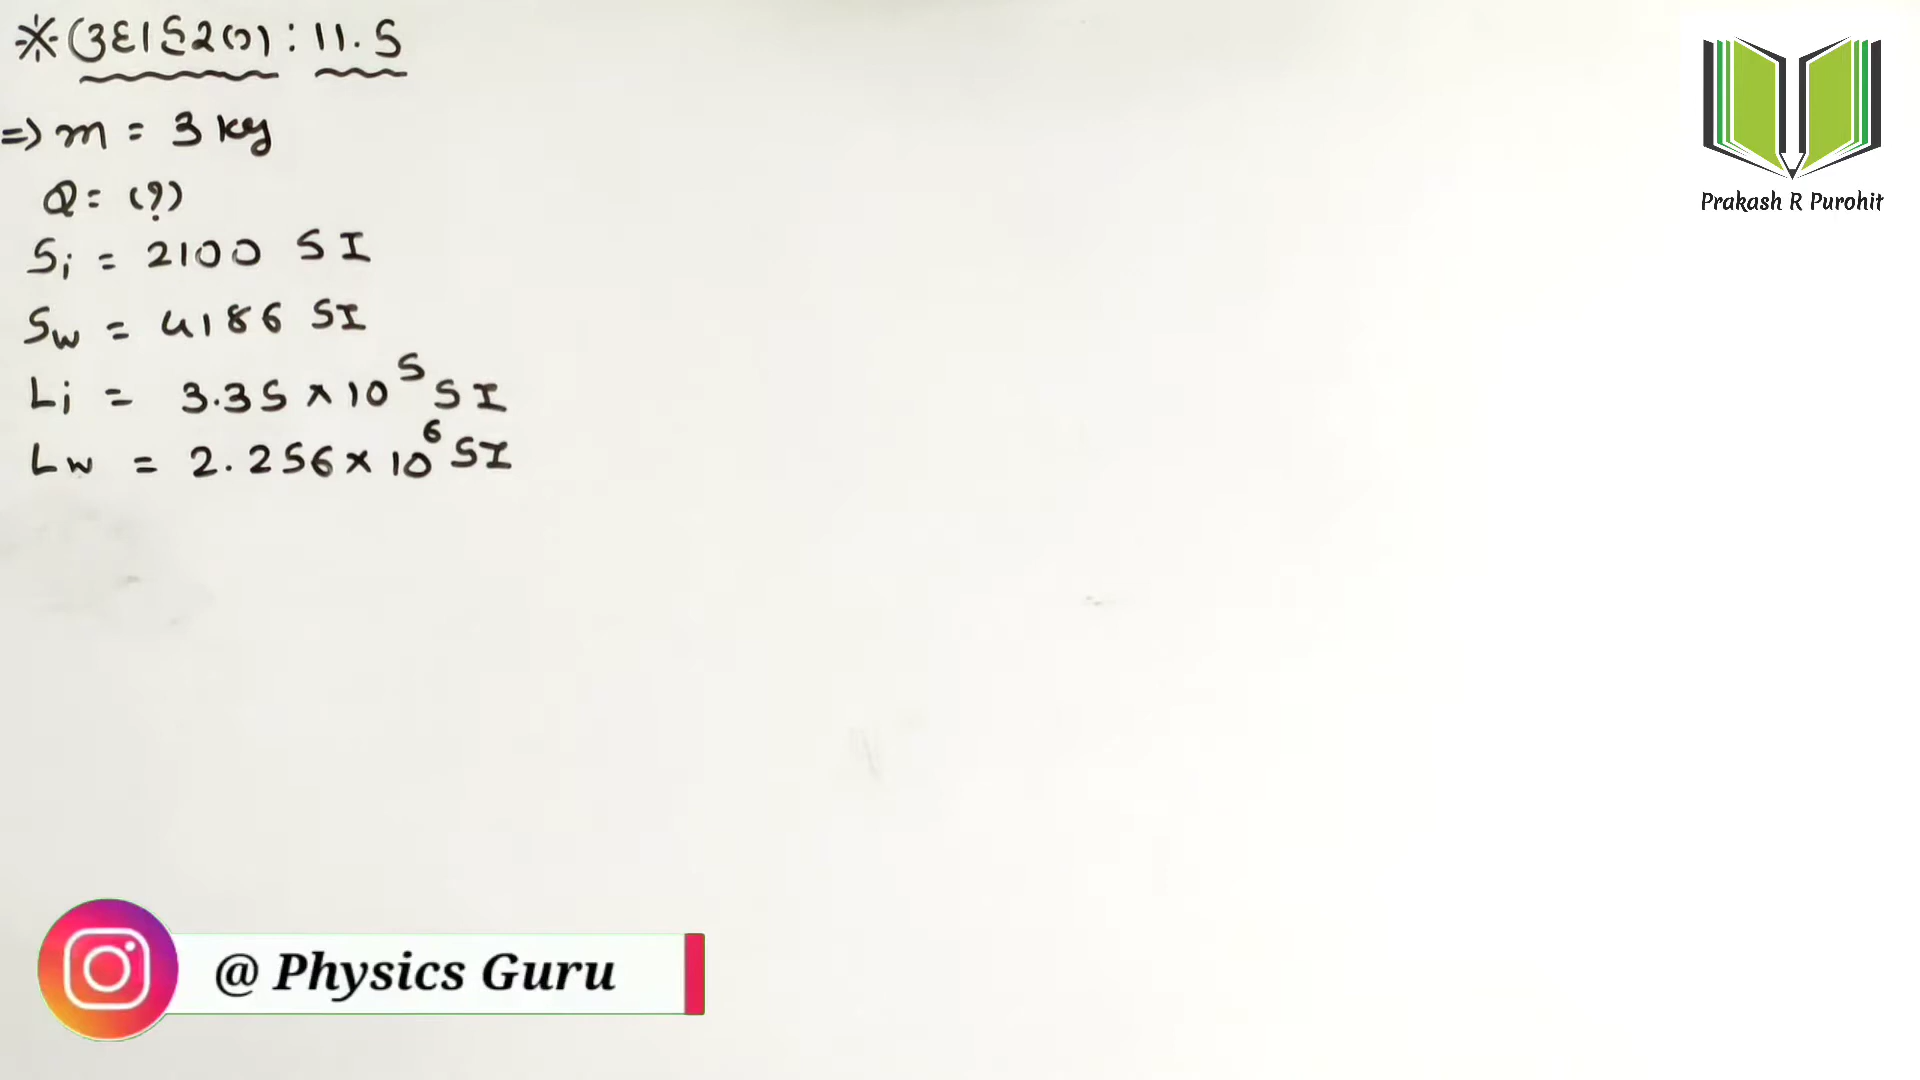 ※ ઉદાહરણ : 11.5
⇒ m = 3 kg
Q = (?)
Si = 2100 SI
Sw = 4186 SI
Li = 3.35 × 10^5 SI
Lw = 2.256 × 10^6 SI
Prakash R Purohit
@ Physics Guru